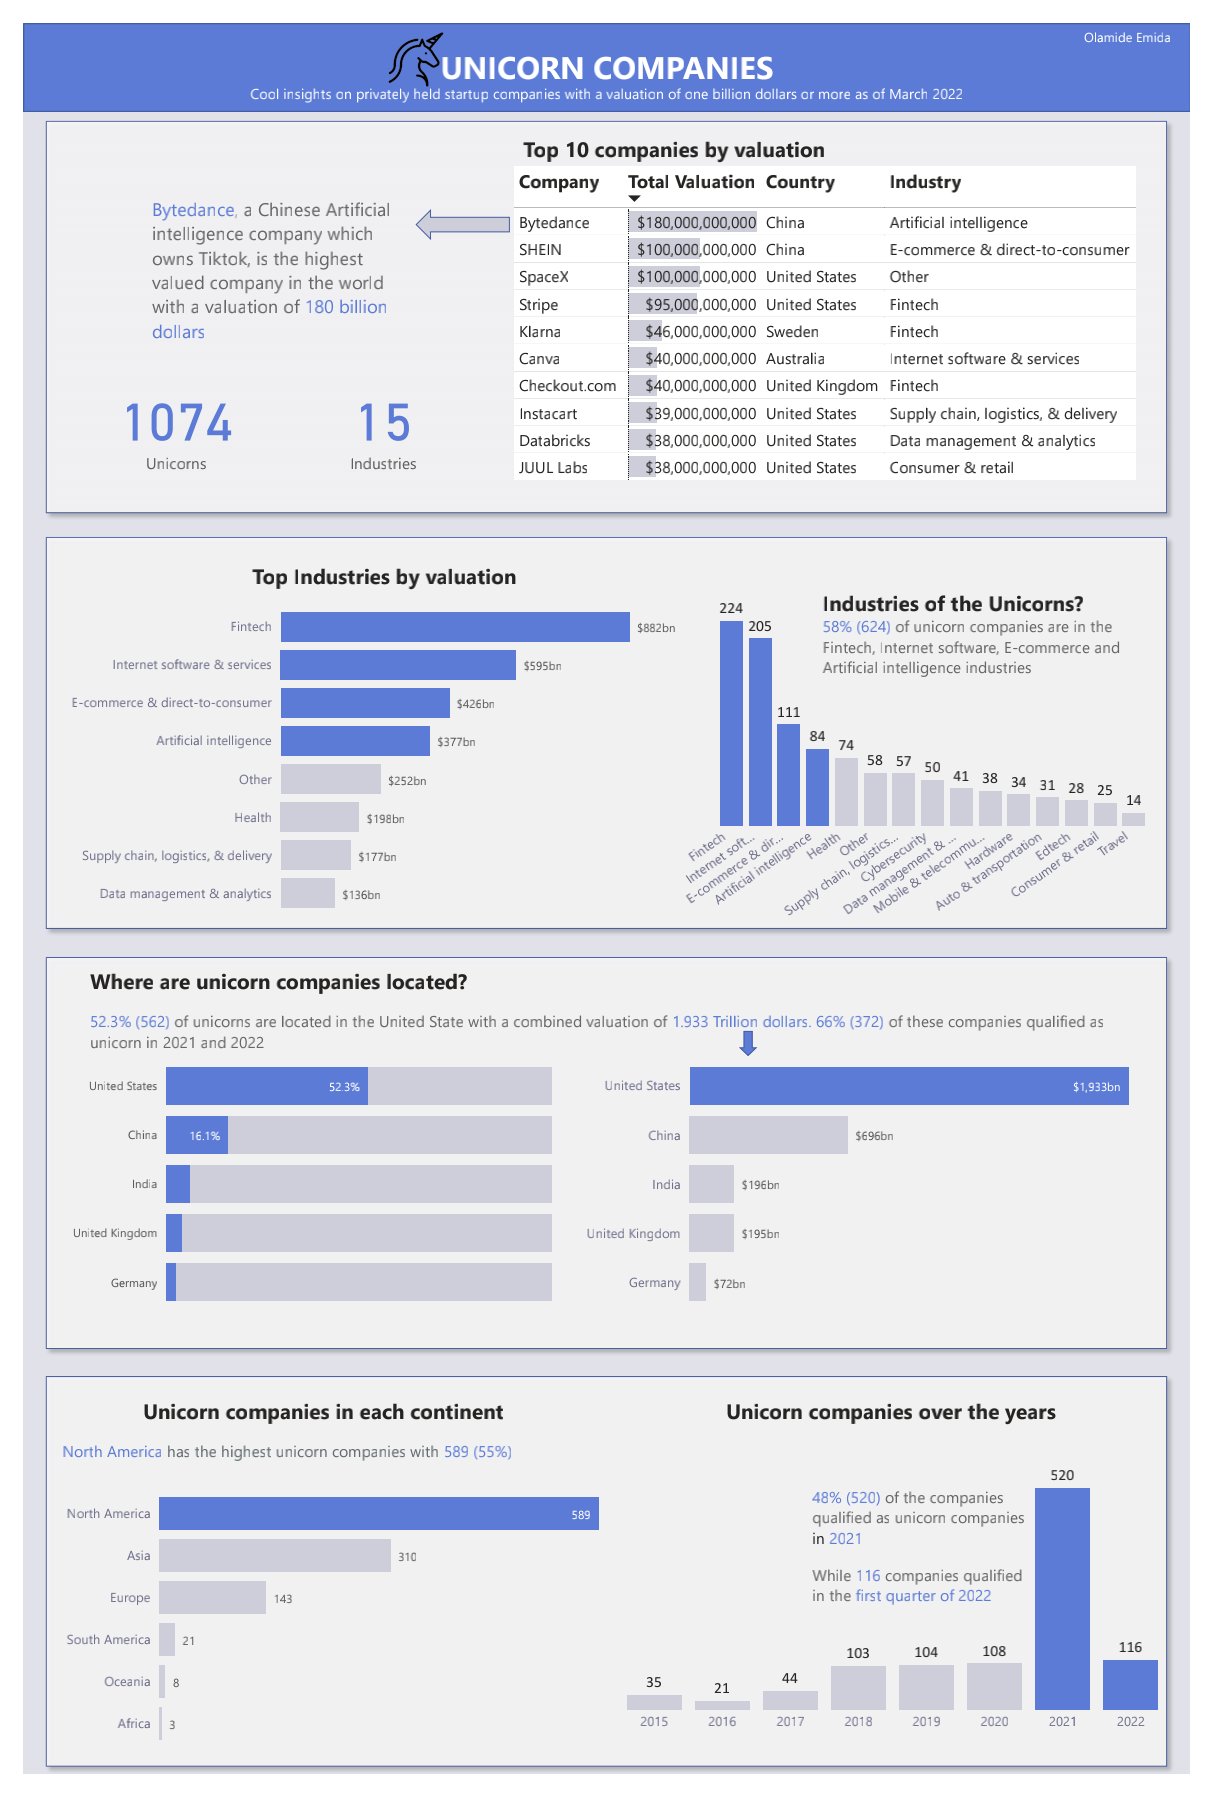 Olamide Emida
UNICORN COMPANIES
Cool insights on privately held startup companies with a valuation of one billion dollars or more as of March 2022
Bytedance, a Chinese Artificial
intelligence company which
owns Tiktok, is the highest
valued company in the world
with a valuation of 180 billion
dollars
1074
Unicorns
15
Industries
Top 10 companies by valuation
Company Total Valuation Country Industry
Bytedance $180,000,000,000 China Artificial intelligence
SHEIN $100,000,000,000 China E-commerce & direct-to-consumer
SpaceX $100,000,000,000 United States Other
Stripe $95,000,000,000 United States Fintech
Klarna $46,000,000,000 Sweden Fintech
Canva $40,000,000,000 Australia Internet software & services
Checkout.com $40,000,000,000 United Kingdom Fintech
Instacart $39,000,000,000 United States Supply chain, logistics, & delivery
Databricks $38,000,000,000 United States Data management & analytics
JUUL Labs $38,000,000,000 United States Consumer & retail
Top Industries by valuation
Fintech $882bn
Internet software & services $595bn
E-commerce & direct-to-consumer $426bn
Artificial intelligence $377bn
Other $252bn
Health $198bn
Supply chain, logistics, & delivery $177bn
Data management & analytics $136bn
Industries of the Unicorns?
58% (624) of unicorn companies are in the
Fintech, Internet software, E-commerce and
Artificial intelligence industries
224
205
111
84
74
58
57
50
41
38
34
31
28
25
14
Fintech
Internet soft...
E-commerce & dir...
Artificial intelligence
Health
Other
Supply chain, logistics...
Cybersecurity
Data management & ...
Mobile & telecommu...
Hardware
Auto & transportation
Edtech
Consumer & retail
Travel
Where are unicorn companies located?
52.3% (562) of unicorns are located in the United State with a combined valuation of 1.933 Trillion dollars. 66% (372) of these companies qualified as
unicorn in 2021 and 2022
United States 52.3%
China 16.1%
India
United Kingdom
Germany
United States $1,933bn
China $696bn
India $196bn
United Kingdom $195bn
Germany $72bn
Unicorn companies in each continent
North America has the highest unicorn companies with 589 (55%)
North America 589
Asia 310
Europe 143
South America 21
Oceania 8
Africa 3
Unicorn companies over the years
48% (520) of the companies
qualified as unicorn companies
in 2021
While 116 companies qualified
in the first quarter of 2022
35
21
44
103
104
108
520
116
2015 2016 2017 2018 2019 2020 2021 2022